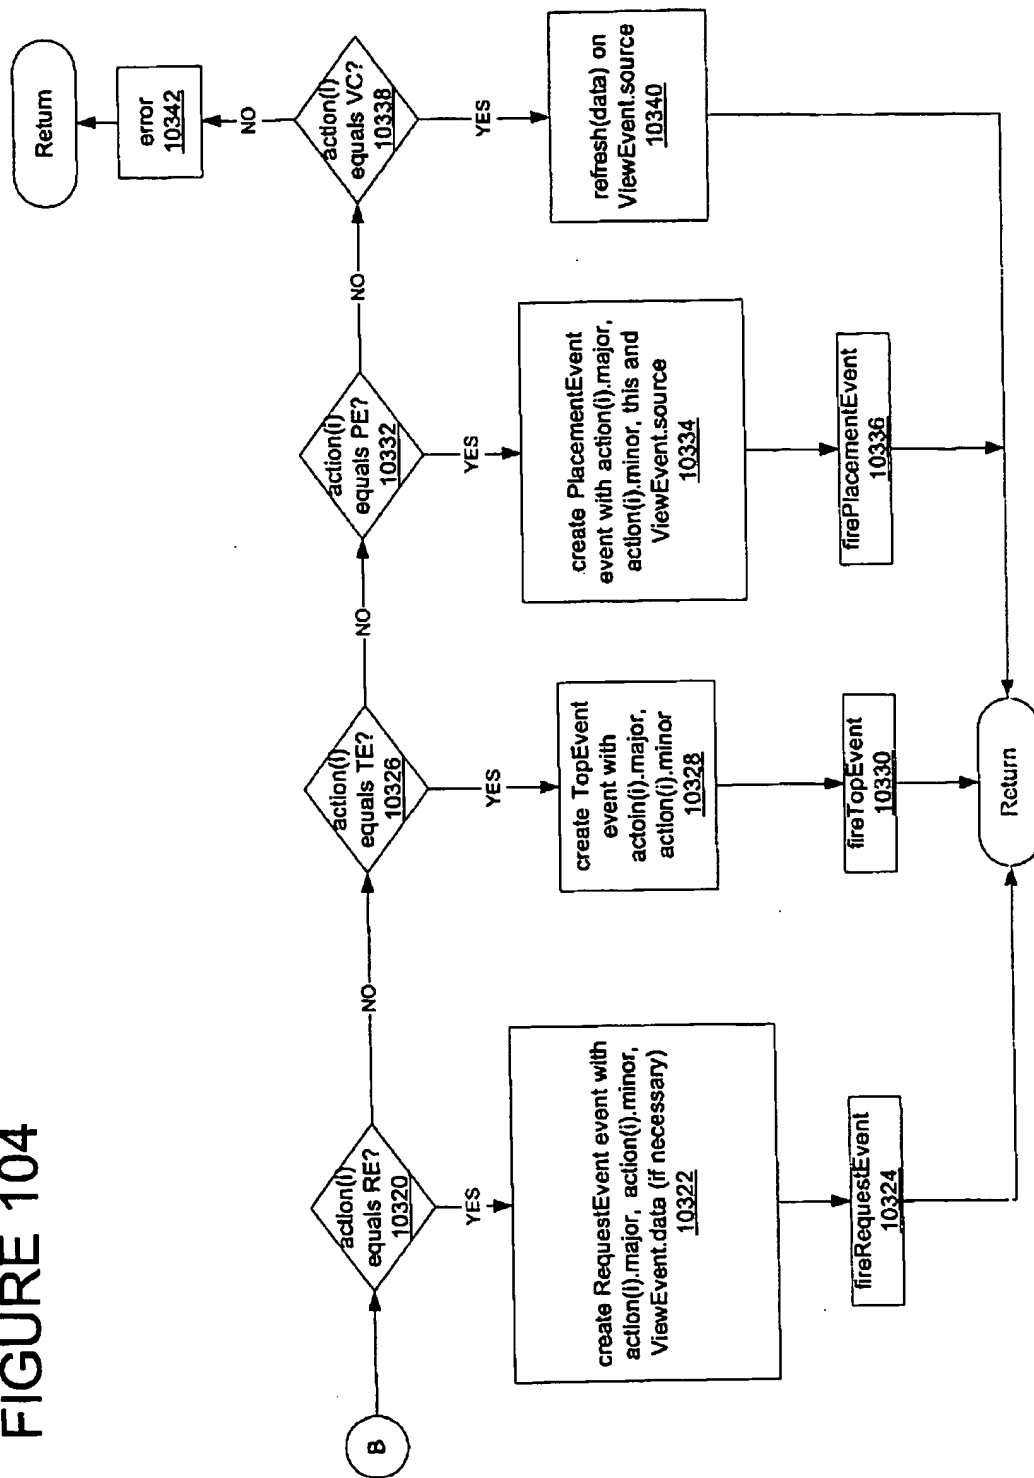 FIGURE 104
B
action(i)
equals RE?
10320
NO
YES
create RequestEvent event with
action(i).major, action(i).minor,
ViewEvent.data (if necessary)
10322
fireRequestEvent
10324
action(i)
equals TE?
10326
NO
YES
create TopEvent
event with
actoin(i).major,
action(i).minor
10328
fireTopEvent
10330
action(i)
equals PE?
10332
NO
YES
create PlacementEvent
event with action(i).major,
action(i).minor, this and
ViewEvent.source
10334
firePlacementEvent
10336
action(i)
equals VC?
10338
NO
YES
refresh(data) on
ViewEvent.source
10340
error
10342
Return
Return